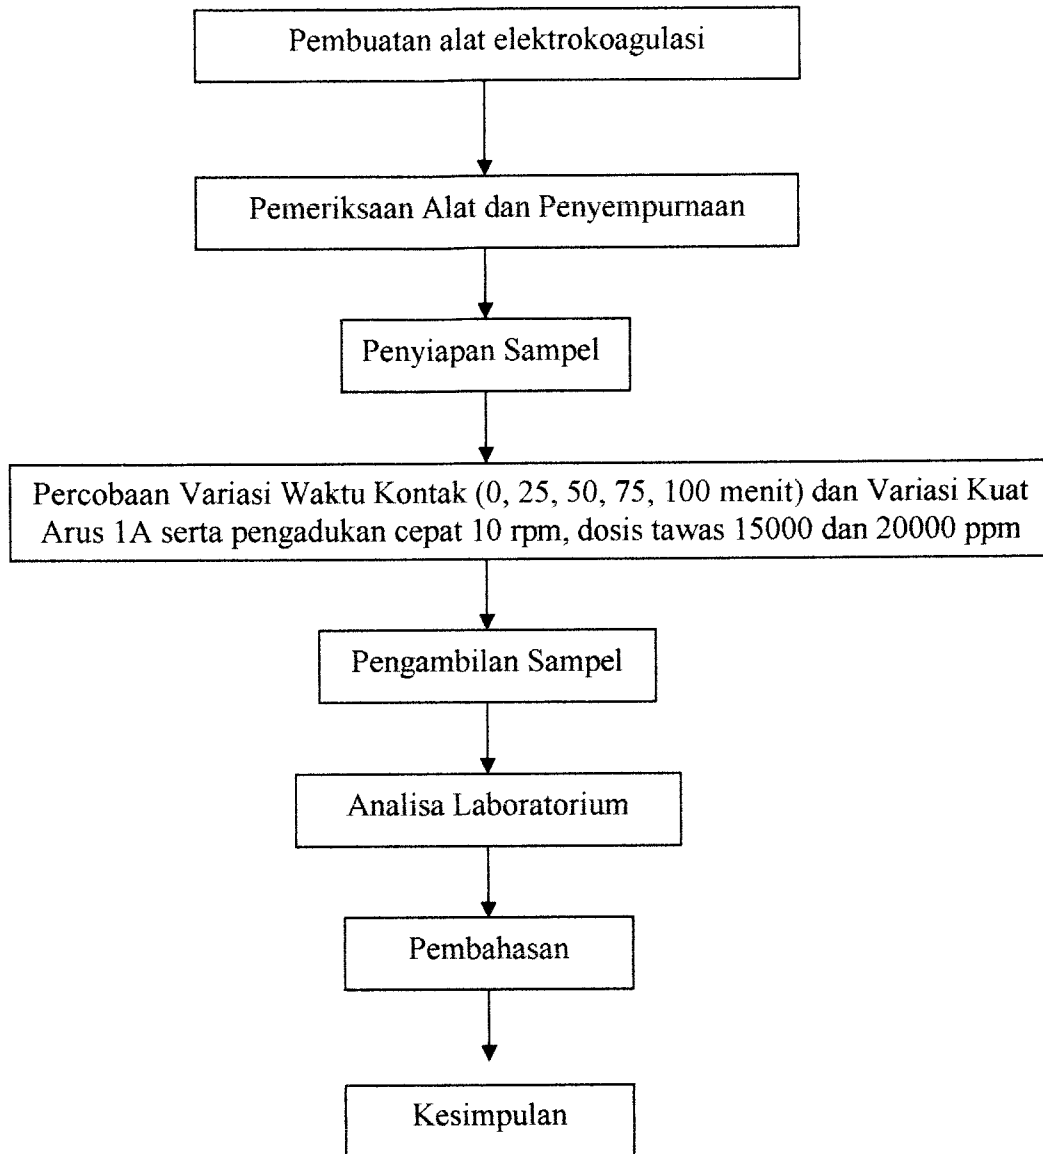 Pembuatan alat elektrokoagulasi
Pemeriksaan Alat dan Penyempurnaan
Penyiapan Sampel
Percobaan Variasi Waktu Kontak (0, 25, 50, 75, 100 menit) dan Variasi Kuat
Arus 1A serta pengadukan cepat 10 rpm, dosis tawas 15000 dan 20000 ppm
Pengambilan Sampel
Analisa Laboratorium
Pembahasan
Kesimpulan